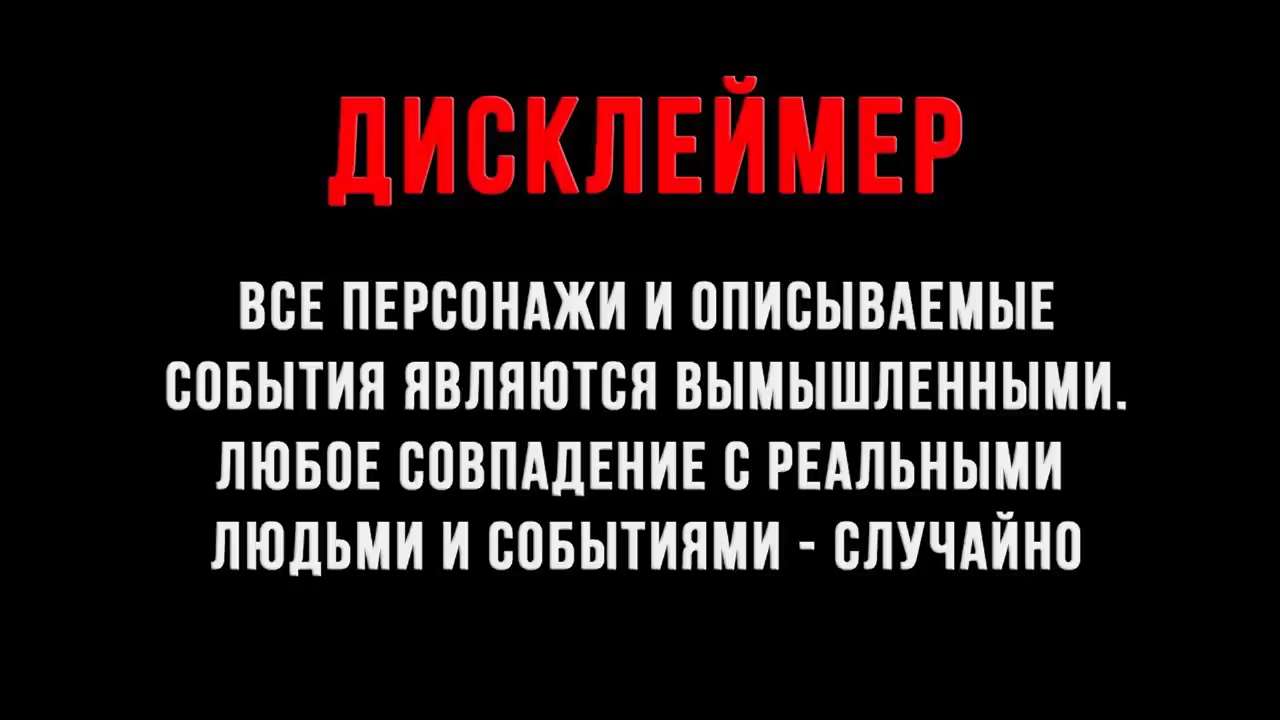 ДИСКЛЕЙМЕР
ВСЕ ПЕРСОНАЖИ И ОПИСЫВАЕМЫЕ
СОБЫТИЯ ЯВЛЯЮТСЯ ВЫМЫШЛЕННЫМИ.
ЛЮБОЕ СОВПАДЕНИЕ С РЕАЛЬНЫМИ
ЛЮДЬМИ И СОБЫТИЯМИ - СЛУЧАЙНО